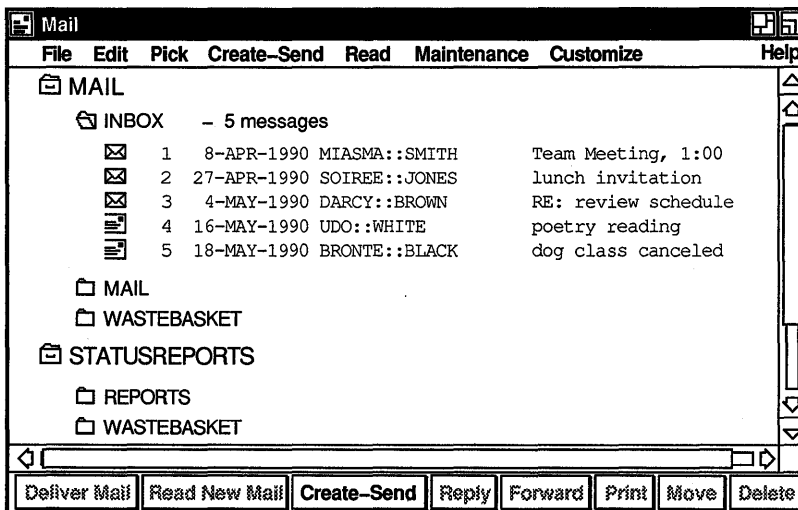 Mail
File Edit Pick Create–Send Read Maintenance Customize Help
MAIL
INBOX – 5 messages
1 8-APR-1990 MIASMA::SMITH Team Meeting, 1:00
2 27-APR-1990 SOIREE::JONES lunch invitation
3 4-MAY-1990 DARCY::BROWN RE: review schedule
4 16-MAY-1990 UDO::WHITE poetry reading
5 18-MAY-1990 BRONTE::BLACK dog class canceled
MAIL
WASTEBASKET
STATUSREPORTS
REPORTS
WASTEBASKET
Deliver Mail Read New Mail Create–Send Reply Forward Print Move Delete